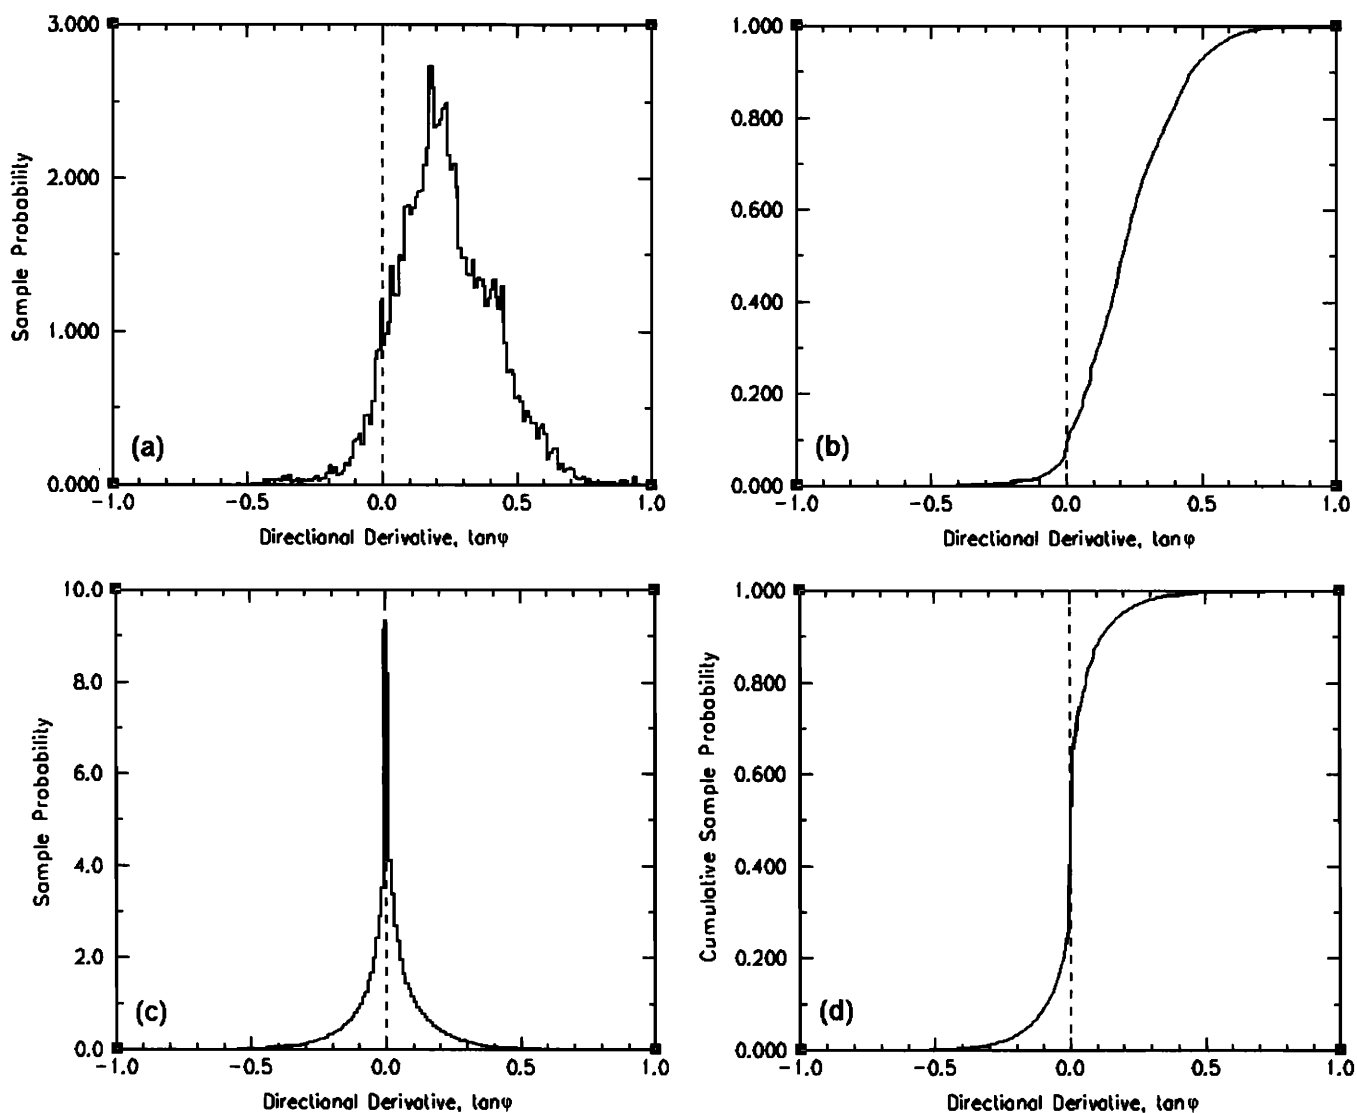 3.000
2.000
1.000
0.000
Sample Probability
(a)
-1.0 -0.5 0.0 0.5 1.0
Directional Derivative, tanφ
1.000
0.800
0.600
0.400
0.200
0.000
(b)
-1.0 -0.5 0.0 0.5 1.0
Directional Derivative, tanφ
10.0
8.0
6.0
4.0
2.0
0.0
Sample Probability
(c)
-1.0 -0.5 0.0 0.5 1.0
Directional Derivative, tanφ
1.000
0.800
0.600
0.400
0.200
0.000
Cumulative Sample Probability
(d)
-1.0 -0.5 0.0 0.5 1.0
Directional Derivative, tanφ